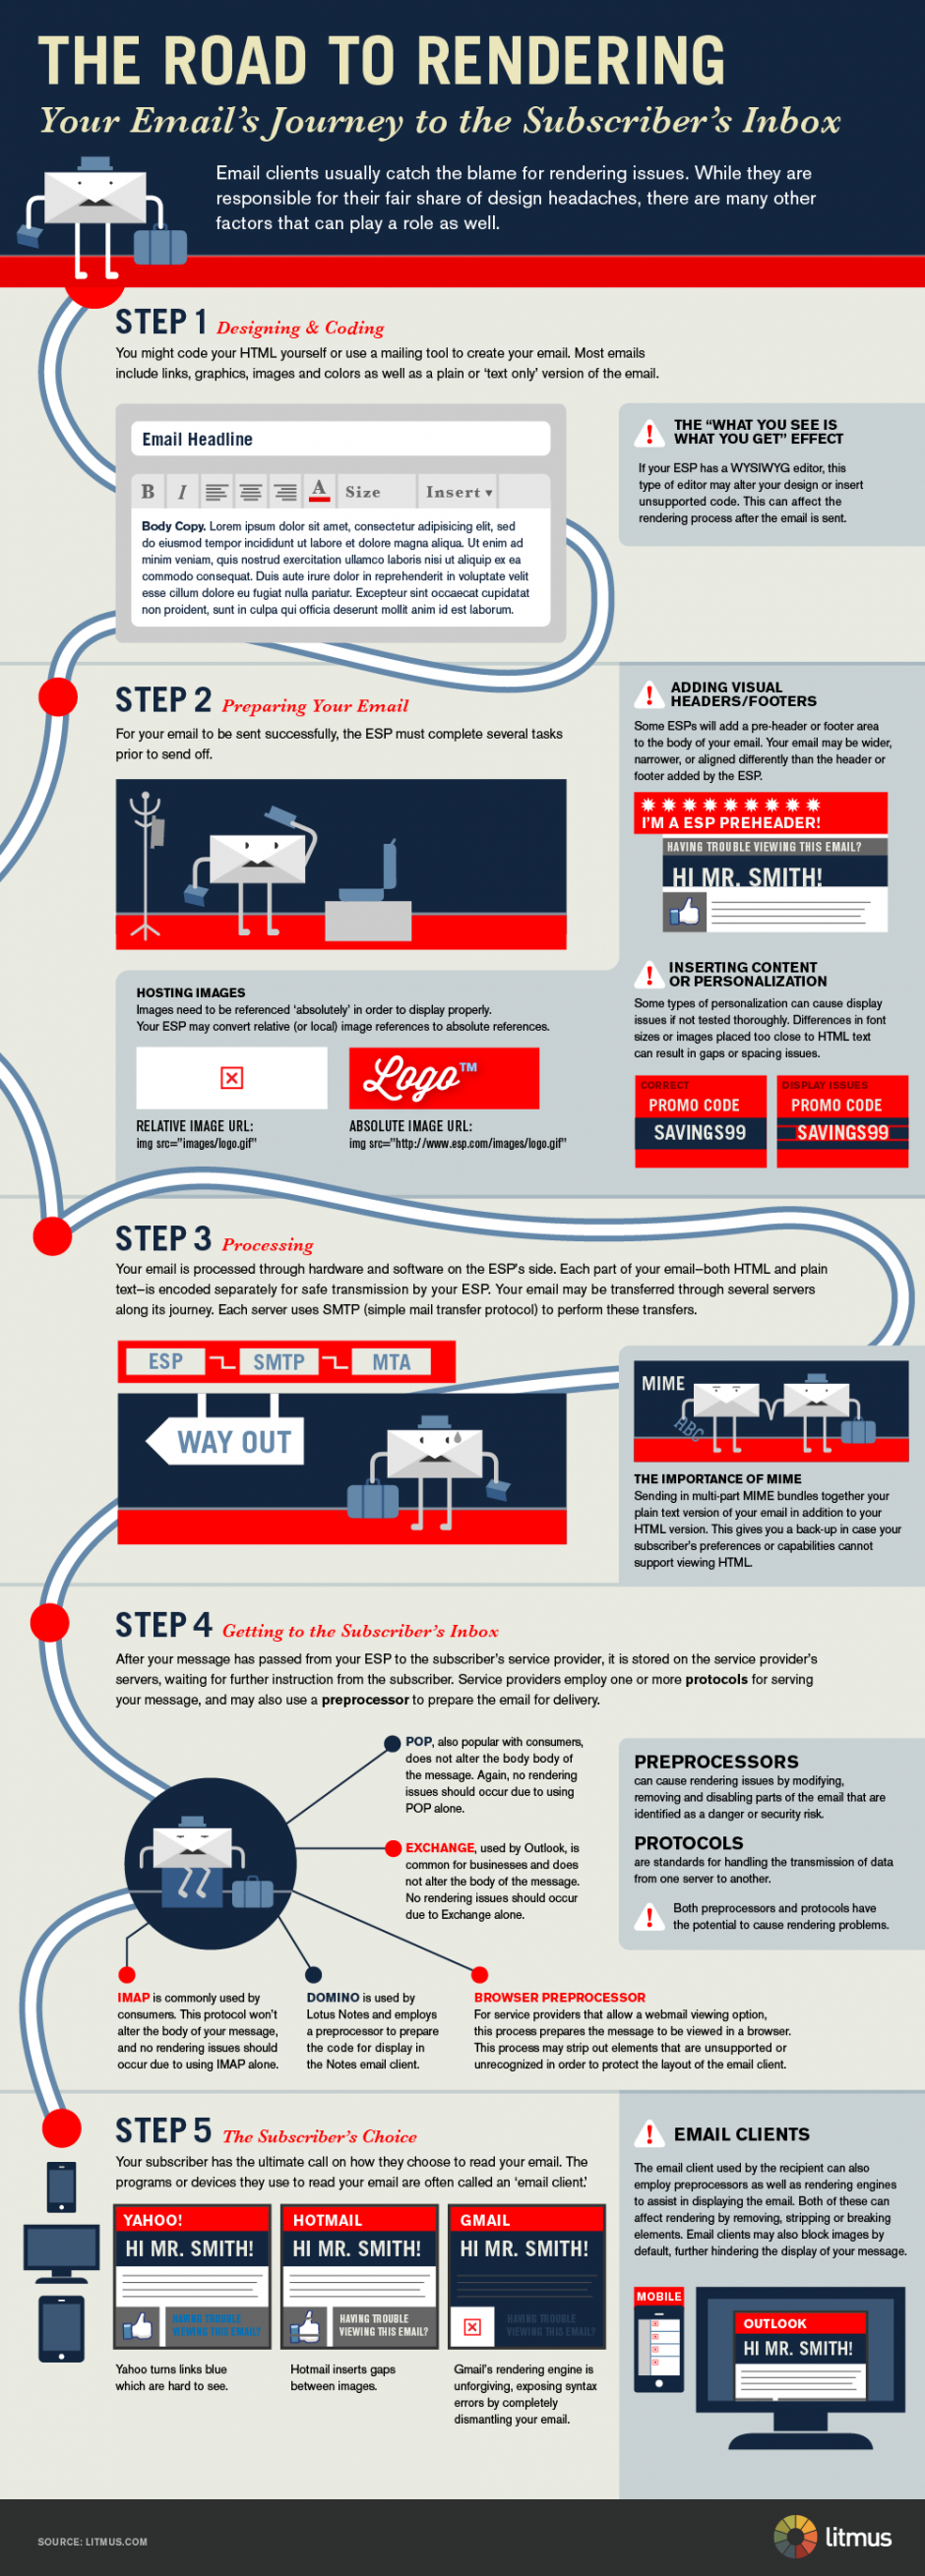 THE ROAD TO RENDERING
Your Email's Journey to the Subscriber's Inbox
Email clients usually catch the blame for rendering issues. While they are
responsible for their fair share of design headaches, there are many other
factors that can play a role as well.
STEP 1 Designing & Coding
You might code your HTML yourself or use a mailing tool to create your email. Most emails
include links, graphics, images and colors as well as a plain or 'text only' version of the email.
Email Headline
B I A Size Insert ▾
Body Copy. Lorem ipsum dolor sit amet, consectetur adipisicing elit, sed
do eiusmod tempor incididunt ut labore et dolore magna aliqua. Ut enim ad
minim veniam, quis nostrud exercitation ullamco laboris nisi ut aliquip ex ea
commodo consequat. Duis aute irure dolor in reprehenderit in voluptate velit
esse cillum dolore eu fugiat nulla pariatur. Excepteur sint occaecat cupidatat
non proident, sunt in culpa qui officia deserunt mollit anim id est laborum.
! THE "WHAT YOU SEE IS
WHAT YOU GET" EFFECT
If your ESP has a WYSIWYG editor, this
type of editor may alter your design or insert
unsupported code. This can affect the
rendering process after the email is sent.
STEP 2 Preparing Your Email
For your email to be sent successfully, the ESP must complete several tasks
prior to send off.
! ADDING VISUAL
HEADERS/FOOTERS
Some ESPs will add a pre-header or footer area
to the body of your email. Your email may be wider,
narrower, or aligned differently than the header or
footer added by the ESP.
I'M A ESP PREHEADER!
HAVING TROUBLE VIEWING THIS EMAIL?
HI MR. SMITH!
! INSERTING CONTENT
OR PERSONALIZATION
Some types of personalization can cause display
issues if not tested thoroughly. Differences in font
sizes or images placed too close to HTML text
can result in gaps or spacing issues.
CORRECT
PROMO CODE
SAVINGS99
DISPLAY ISSUES
PROMO CODE
SAVINGS99
HOSTING IMAGES
Images need to be referenced 'absolutely' in order to display properly.
Your ESP may convert relative (or local) image references to absolute references.
Logo™
RELATIVE IMAGE URL:
img src="images/logo.gif"
ABSOLUTE IMAGE URL:
img src="http://www.esp.com/images/logo.gif"
STEP 3 Processing
Your email is processed through hardware and software on the ESP's side. Each part of your email–both HTML and plain
text–is encoded separately for safe transmission by your ESP. Your email may be transferred through several servers
along its journey. Each server uses SMTP (simple mail transfer protocol) to perform these transfers.
ESP SMTP MTA
WAY OUT
MIME
ABC
THE IMPORTANCE OF MIME
Sending in multi-part MIME bundles together your
plain text version of your email in addition to your
HTML version. This gives you a back-up in case your
subscriber's preferences or capabilities cannot
support viewing HTML.
STEP 4 Getting to the Subscriber's Inbox
After your message has passed from your ESP to the subscriber's service provider, it is stored on the service provider's
servers, waiting for further instruction from the subscriber. Service providers employ one or more protocols for serving
your message, and may also use a preprocessor to prepare the email for delivery.
POP, also popular with consumers,
does not alter the body body of
the message. Again, no rendering
issues should occur due to using
POP alone.
EXCHANGE, used by Outlook, is
common for businesses and does
not alter the body of the message.
No rendering issues should occur
due to Exchange alone.
PREPROCESSORS
can cause rendering issues by modifying,
removing and disabling parts of the email that are
identified as a danger or security risk.
PROTOCOLS
are standards for handling the transmission of data
from one server to another.
! Both preprocessors and protocols have
the potential to cause rendering problems.
IMAP is commonly used by
consumers. This protocol won't
alter the body of your message,
and no rendering issues should
occur due to using IMAP alone.
DOMINO is used by
Lotus Notes and employs
a preprocessor to prepare
the code for display in
the Notes email client.
BROWSER PREPROCESSOR
For service providers that allow a webmail viewing option,
this process prepares the message to be viewed in a browser.
This process may strip out elements that are unsupported or
unrecognized in order to protect the layout of the email client.
STEP 5 The Subscriber's Choice
Your subscriber has the ultimate call on how they choose to read your email. The
programs or devices they use to read your email are often called an 'email client.'
YAHOO!
HI MR. SMITH!
HAVING TROUBLE
VIEWING THIS EMAIL?
Yahoo turns links blue
which are hard to see.
HOTMAIL
HI MR. SMITH!
HAVING TROUBLE
VIEWING THIS EMAIL?
Hotmail inserts gaps
between images.
GMAIL
HI MR. SMITH!
HAVING TROUBLE
VIEWING THIS EMAIL?
Gmail's rendering engine is
unforgiving, exposing syntax
errors by completely
dismantling your email.
! EMAIL CLIENTS
The email client used by the recipient can also
employ preprocessors as well as rendering engines
to assist in displaying the email. Both of these can
affect rendering by removing, stripping or breaking
elements. Email clients may also block images by
default, further hindering the display of your message.
MOBILE
OUTLOOK
HI MR. SMITH!
SOURCE: LITMUS.COM
litmus